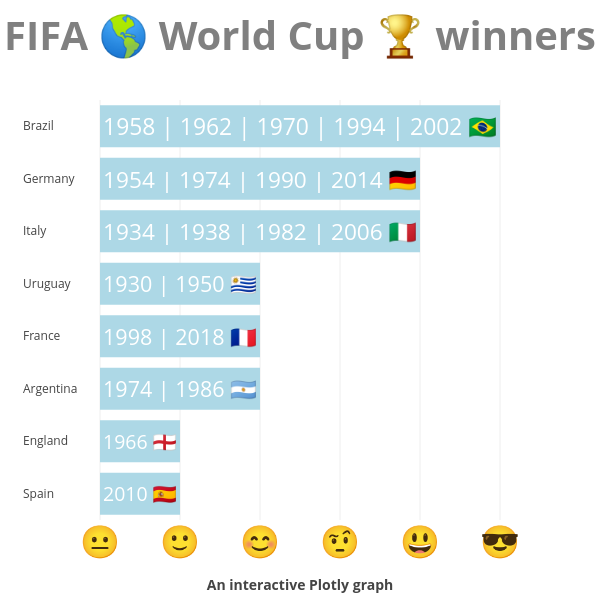 FIFA 🌎 World Cup 🏆 winners
Brazil 1958 | 1962 | 1970 | 1994 | 2002 🇧🇷
Germany 1954 | 1974 | 1990 | 2014 🇩🇪
Italy 1934 | 1938 | 1982 | 2006 🇮🇹
Uruguay 1930 | 1950 🇺🇾
France 1998 | 2018 🇫🇷
Argentina 1974 | 1986 🇦🇷
England 1966 🏴󠁧󠁢󠁥󠁮󠁧󠁿
Spain 2010 🇪🇸
😐 🙂 😊 🤨 😃 😎
An interactive Plotly graph